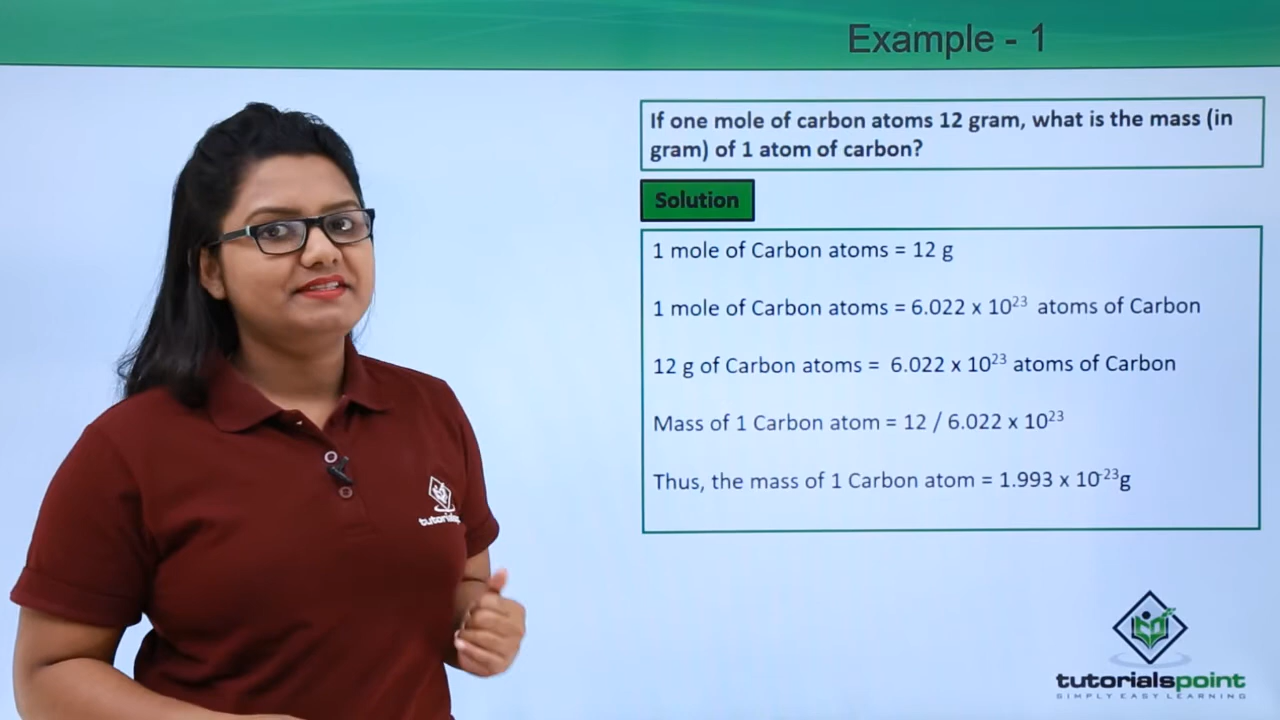 Example - 1
If one mole of carbon atoms 12 gram, what is the mass (in
gram) of 1 atom of carbon?
Solution
1 mole of Carbon atoms = 12 g
1 mole of Carbon atoms = 6.022 x 10²³ atoms of Carbon
12 g of Carbon atoms = 6.022 x 10²³ atoms of Carbon
Mass of 1 Carbon atom = 12 / 6.022 x 10²³
Thus, the mass of 1 Carbon atom = 1.993 x 10⁻²³g
tutorialspoint
SIMPLY EASY LEARNING